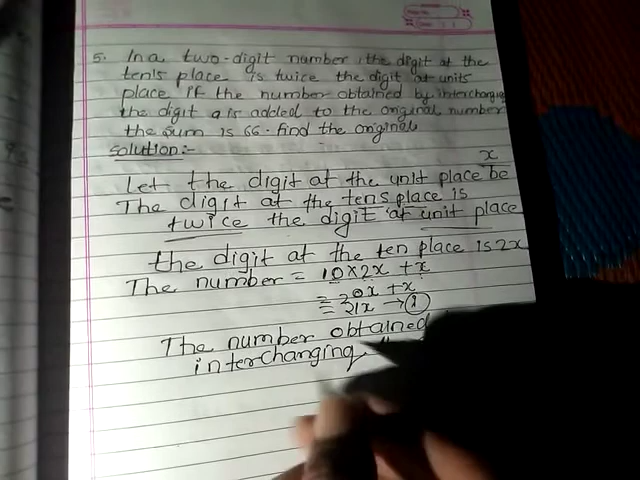 5. In a two-digit number, the digit at the
ten's place is twice the digit at units
place if the number obtained by interchanging
the digit a is added to the original number
the sum is 66. find the original
Solution:-
Let the digit at the unit place be x
The digit at the tens place is
twice the digit at unit place
the digit at the ten place is 2x
The number = 10×2x + x
= 20x + x
= 21x → 1
The number obtained
interchanging